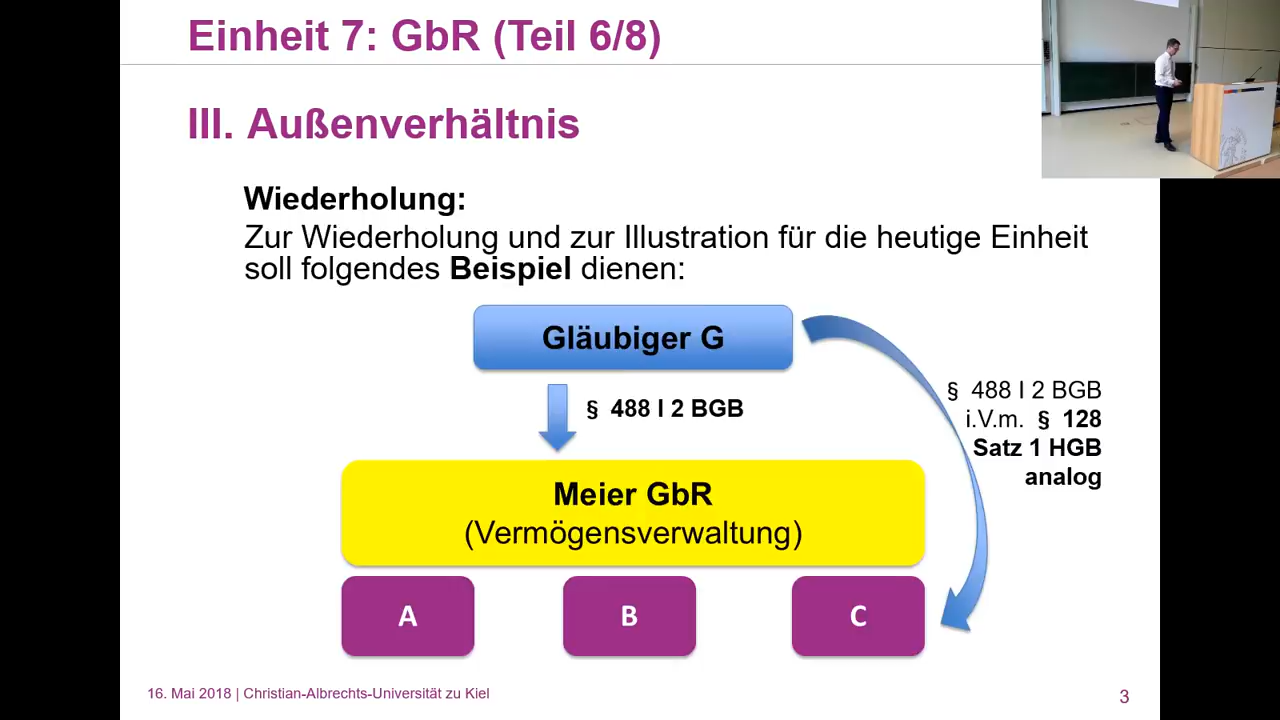 Einheit 7: GbR (Teil 6/8)
III. Außenverhältnis
Wiederholung:
Zur Wiederholung und zur Illustration für die heutige Einheit
soll folgendes Beispiel dienen:
Gläubiger G
§ 488 I 2 BGB
§ 488 I 2 BGB
i.V.m. § 128
Satz 1 HGB
analog
Meier GbR
(Vermögensverwaltung)
A
B
C
16. Mai 2018 | Christian-Albrechts-Universität zu Kiel
3